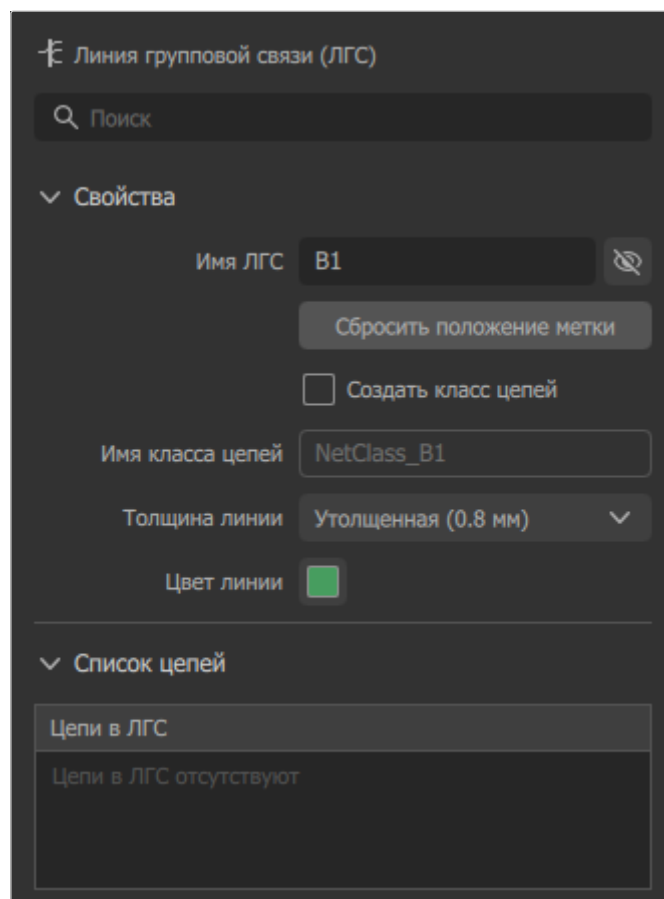 Линия групповой связи (ЛГС)
Поиск
Свойства
Имя ЛГС B1
Сбросить положение метки
Создать класс цепей
Имя класса цепей NetClass_B1
Толщина линии Утолщенная (0.8 мм)
Цвет линии
Список цепей
Цепи в ЛГС
Цепи в ЛГС отсутствуют